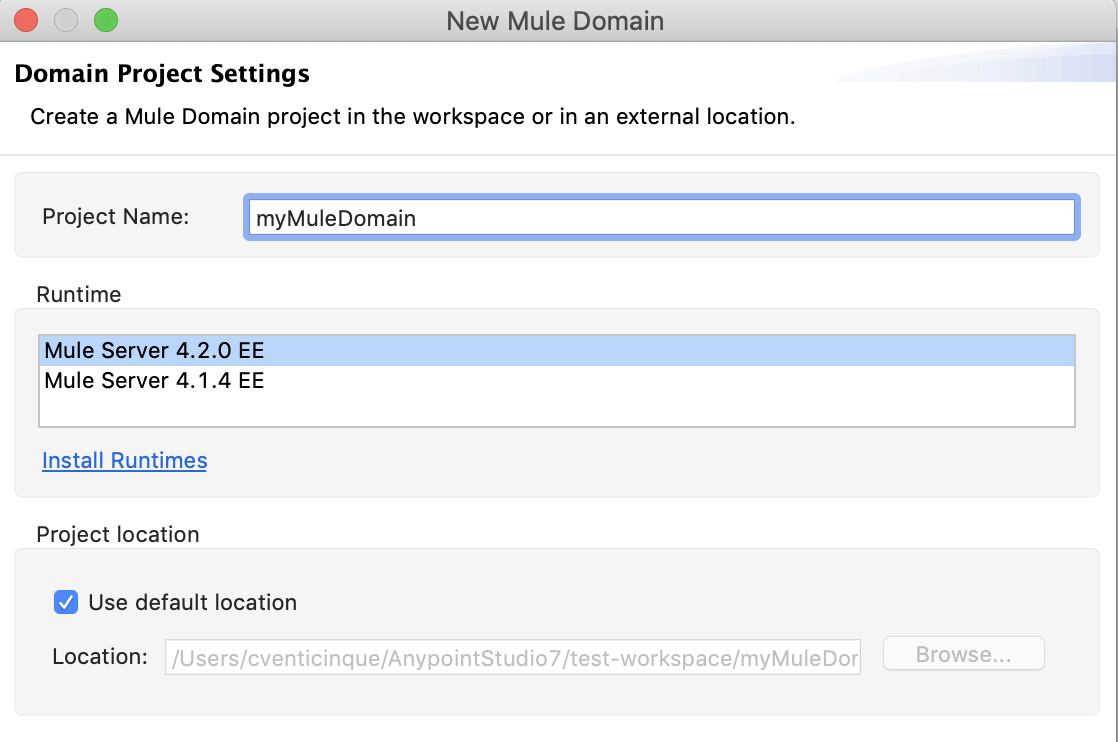 New Mule Domain
Domain Project Settings
Create a Mule Domain project in the workspace or in an external location.
Project Name: myMuleDomain
Runtime
Mule Server 4.2.0 EE
Mule Server 4.1.4 EE
Install Runtimes
Project location
Use default location
Location: /Users/cventicinque/AnypointStudio7/test-workspace/myMuleDor Browse...